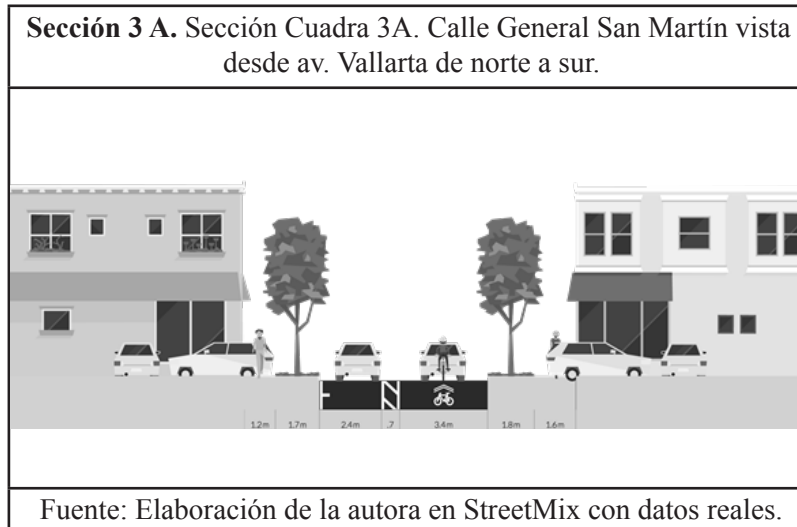 Sección 3 A. Sección Cuadra 3A. Calle General San Martín vista
desde av. Vallarta de norte a sur.
1.2m 1.7m 2.4m .7 3.4m 1.8m 1.6m
Fuente: Elaboración de la autora en StreetMix con datos reales.